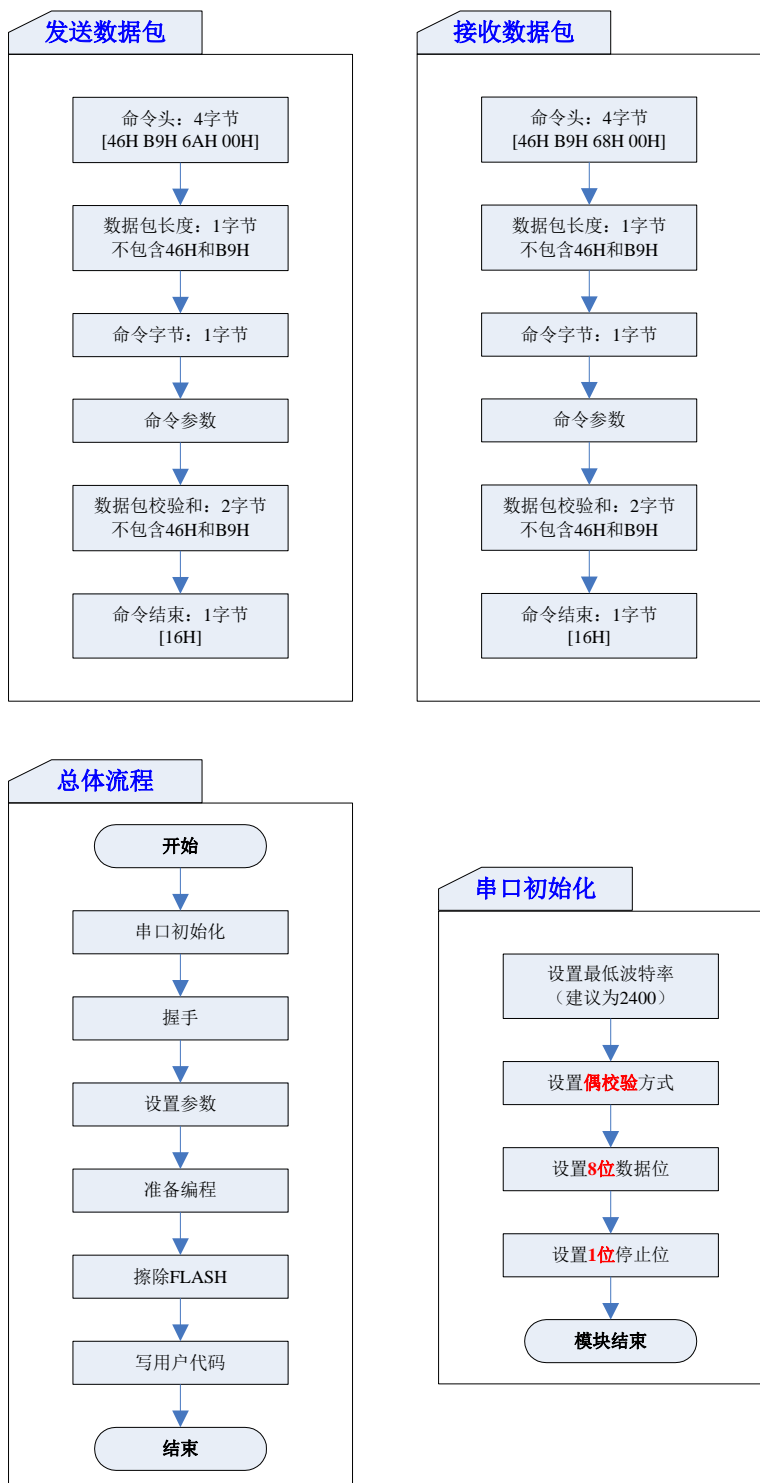 发送数据包
命令头：4字节
[46H B9H 6AH 00H]
数据包长度：1字节
不包含46H和B9H
命令字节：1字节
命令参数
数据包校验和：2字节
不包含46H和B9H
命令结束：1字节
[16H]
接收数据包
命令头：4字节
[46H B9H 68H 00H]
数据包长度：1字节
不包含46H和B9H
命令字节：1字节
命令参数
数据包校验和：2字节
不包含46H和B9H
命令结束：1字节
[16H]
总体流程
开始
串口初始化
握手
设置参数
准备编程
擦除FLASH
写用户代码
结束
串口初始化
设置最低波特率
（建议为2400）
设置偶校验方式
设置8位数据位
设置1位停止位
模块结束